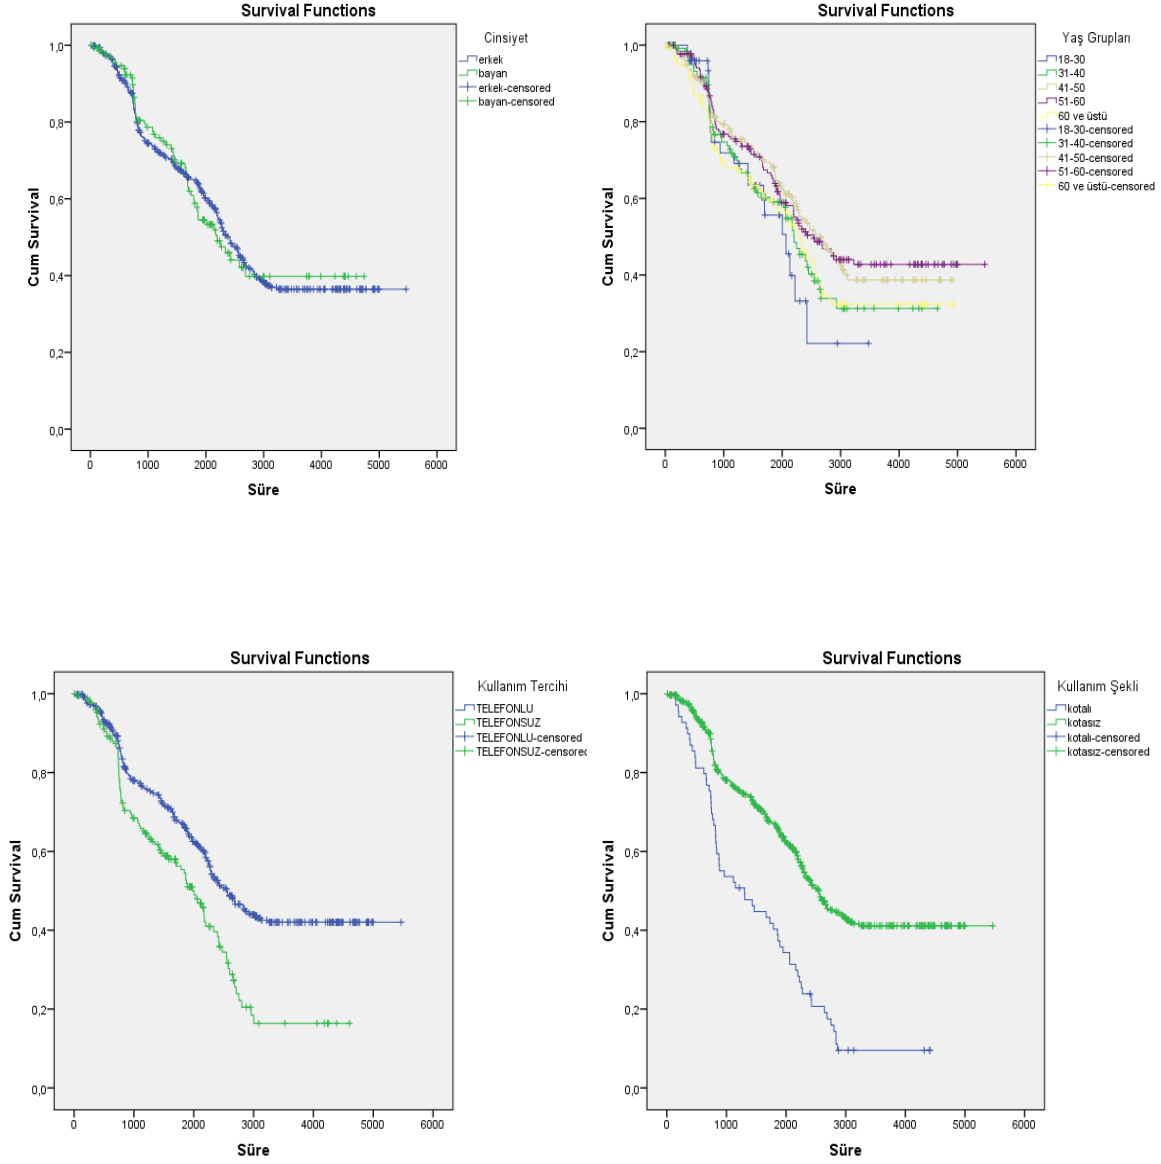 Survival Functions
Cinsiyet
erkek
bayan
erkek-censored
bayan-censored
1,0
0,8
0,6
0,4
0,2
0,0
Cum Survival
0 1000 2000 3000 4000 5000 6000
Süre
Survival Functions
Yaş Grupları
18-30
31-40
41-50
51-60
60 ve üstü
18-30-censored
31-40-censored
41-50-censored
51-60-censored
60 ve üstü-censored
1,0
0,8
0,6
0,4
0,2
0,0
Cum Survival
0 1000 2000 3000 4000 5000 6000
Süre
Survival Functions
Kullanım Tercihi
TELEFONLU
TELEFONSUZ
TELEFONLU-censored
TELEFONSUZ-censored
1,0
0,8
0,6
0,4
0,2
0,0
Cum Survival
0 1000 2000 3000 4000 5000 6000
Süre
Survival Functions
Kullanım Şekli
kotalı
kotasız
kotalı-censored
kotasız-censored
1,0
0,8
0,6
0,4
0,2
0,0
Cum Survival
0 1000 2000 3000 4000 5000 6000
Süre